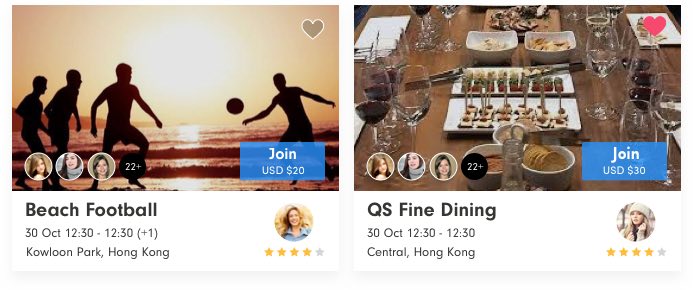 Join
USD $20
22+
Beach Football
30 Oct 12:30 - 12:30 (+1)
Kowloon Park, Hong Kong
Join
USD $30
22+
QS Fine Dining
30 Oct 12:30 - 12:30
Central, Hong Kong